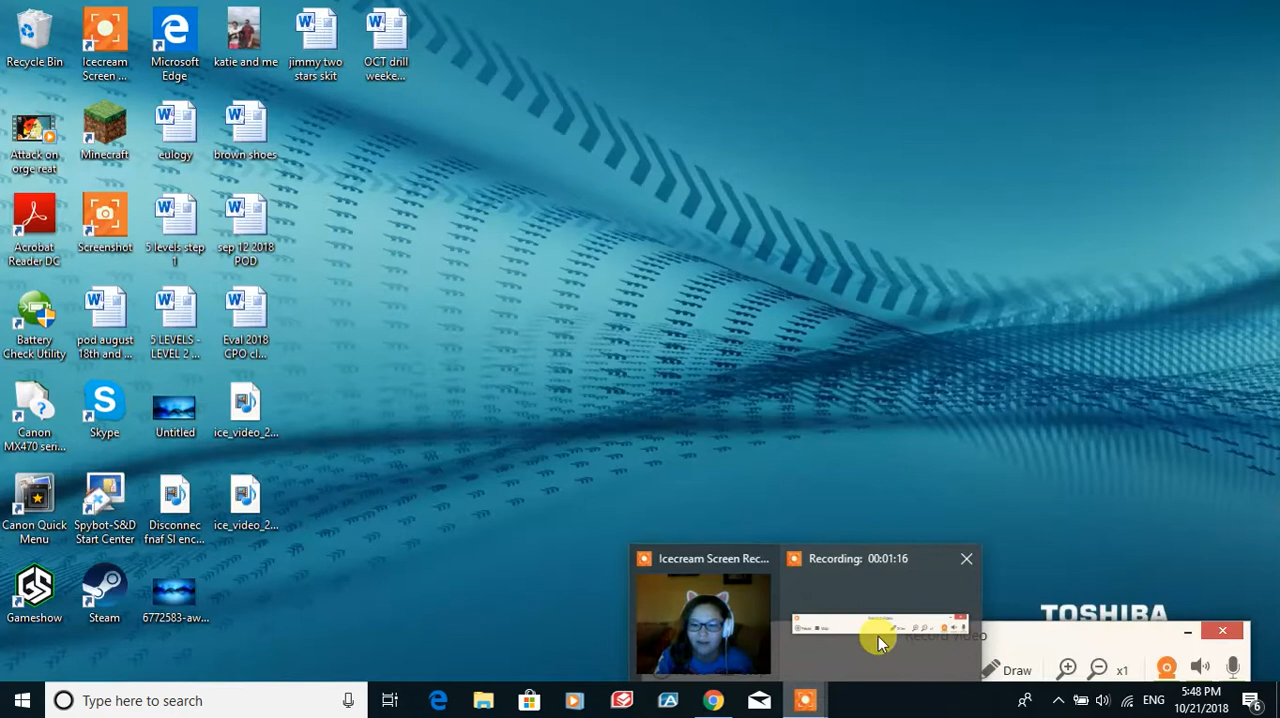 Recycle Bin
Icecream
Screen ...
Microsoft
Edge
katie and me
jimmy two
stars skit
OCT drill
weeke...
Attack on
orge reat
Minecraft
eulogy
brown shoes
Acrobat
Reader DC
Screenshot
5 levels step
1
sep 12 2018
POD
Battery
Check Utility
pod august
18th and ...
5 LEVELS -
LEVEL 2 ...
Eval 2018
CPO cl...
Canon
MX470 seri...
Skype
Untitled
ice_video_2...
Canon Quick
Menu
Spybot-S&D
Start Center
Disconnec
fnaf Sl enc...
ice_video_2...
Gameshow
Steam
6772583-aw...
Icecream Screen Rec...
Recording: 00:01:16
TOSHIBA
Record video
Draw
x1
Type here to search
ENG
5:48 PM
10/21/2018
6